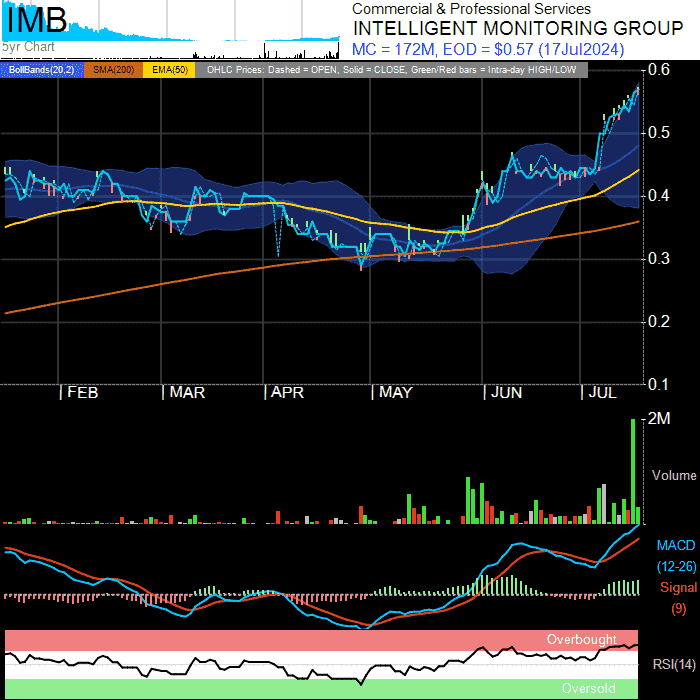 IMB
5yr Chart
Commercial & Professional Services
INTELLIGENT MONITORING GROUP
MC = 172M, EOD = $0.57 (17Jul2024)
BollBands(20,2) SMA(200) EMA(50) OHLC Prices: Dashed = OPEN, Solid = CLOSE, Green/Red bars = Intra-day HIGH/LOW
0.6
0.5
0.4
0.3
0.2
0.1
FEB MAR APR MAY JUN JUL
2M
Volume
MACD
(12-26)
Signal
(9)
Overbought
RSI(14)
Oversold